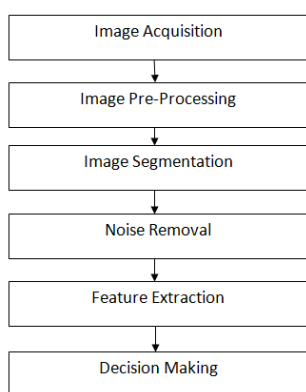 Image Acquisition
Image Pre-Processing
Image Segmentation
Noise Removal
Feature Extraction
Decision Making